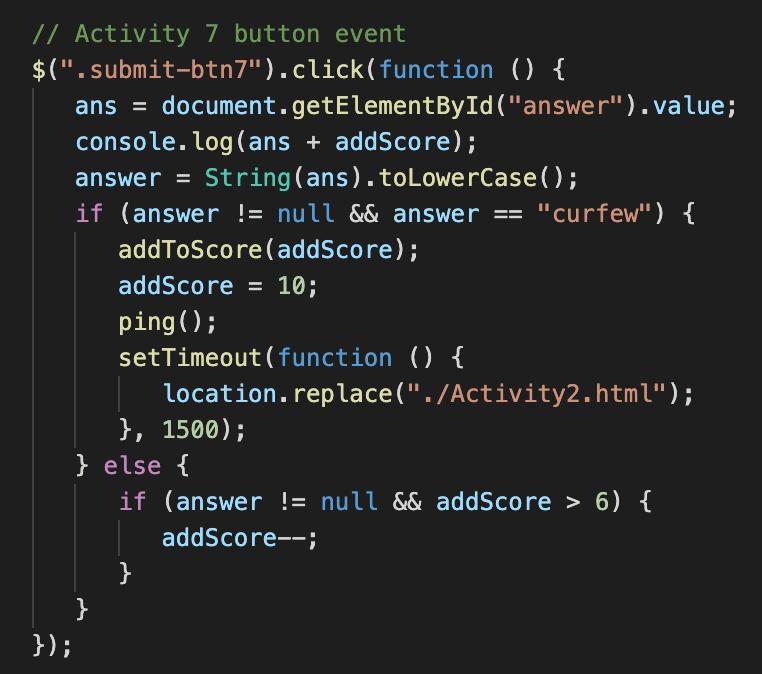 // Activity 7 button event
$(".submit-btn7").click(function () {
   ans = document.getElementById("answer").value;
   console.log(ans + addScore);
   answer = String(ans).toLowerCase();
   if (answer != null && answer == "curfew") {
      addToScore(addScore);
      addScore = 10;
      ping();
      setTimeout(function () {
         location.replace("./Activity2.html");
      }, 1500);
   } else {
      if (answer != null && addScore > 6) {
         addScore--;
      }
   }
});